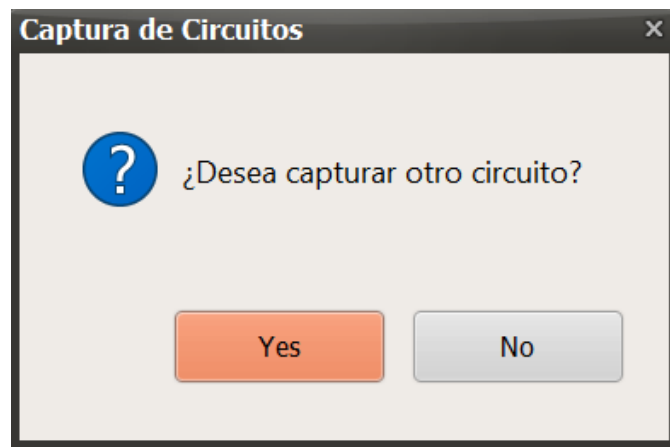 Captura de Circuitos
¿Desea capturar otro circuito?
Yes
No